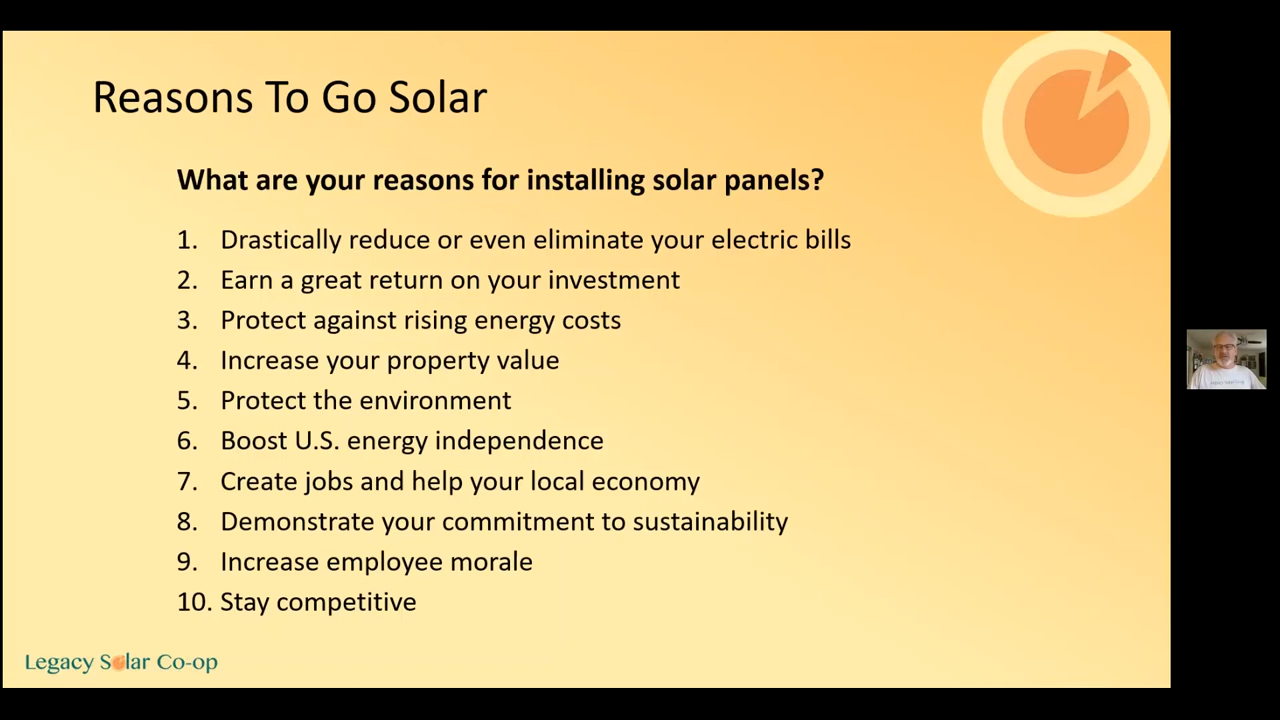 Reasons To Go Solar
What are your reasons for installing solar panels?
1. Drastically reduce or even eliminate your electric bills
2. Earn a great return on your investment
3. Protect against rising energy costs
4. Increase your property value
5. Protect the environment
6. Boost U.S. energy independence
7. Create jobs and help your local economy
8. Demonstrate your commitment to sustainability
9. Increase employee morale
10. Stay competitive
Legacy Solar Co-op